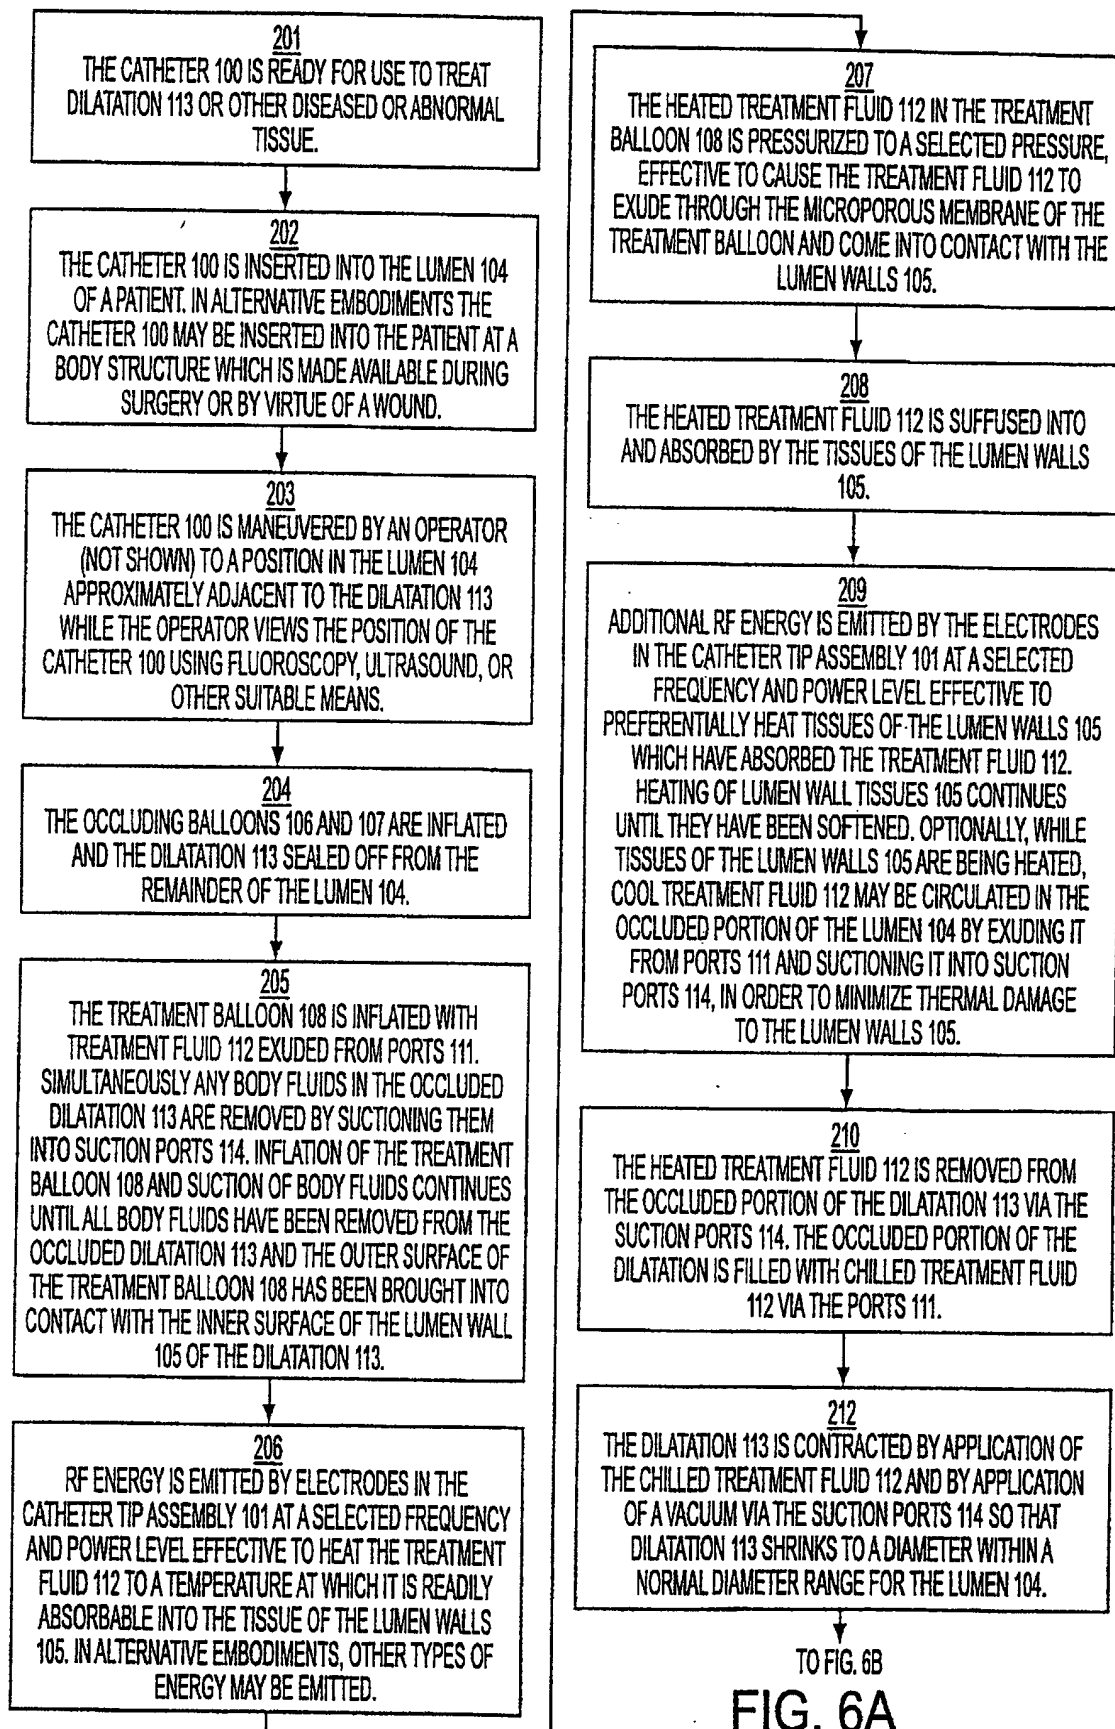 201
THE CATHETER 100 IS READY FOR USE TO TREAT
DILATATION 113 OR OTHER DISEASED OR ABNORMAL
TISSUE.
202
THE CATHETER 100 IS INSERTED INTO THE LUMEN 104
OF A PATIENT. IN ALTERNATIVE EMBODIMENTS THE
CATHETER 100 MAY BE INSERTED INTO THE PATIENT AT A
BODY STRUCTURE WHICH IS MADE AVAILABLE DURING
SURGERY OR BY VIRTUE OF A WOUND.
203
THE CATHETER 100 IS MANEUVERED BY AN OPERATOR
(NOT SHOWN) TO A POSITION IN THE LUMEN 104
APPROXIMATELY ADJACENT TO THE DILATATION 113
WHILE THE OPERATOR VIEWS THE POSITION OF THE
CATHETER 100 USING FLUOROSCOPY, ULTRASOUND, OR
OTHER SUITABLE MEANS.
204
THE OCCLUDING BALLOONS 106 AND 107 ARE INFLATED
AND THE DILATATION 113 SEALED OFF FROM THE
REMAINDER OF THE LUMEN 104.
205
THE TREATMENT BALLOON 108 IS INFLATED WITH
TREATMENT FLUID 112 EXUDED FROM PORTS 111.
SIMULTANEOUSLY ANY BODY FLUIDS IN THE OCCLUDED
DILATATION 113 ARE REMOVED BY SUCTIONING THEM
INTO SUCTION PORTS 114. INFLATION OF THE TREATMENT
BALLOON 108 AND SUCTION OF BODY FLUIDS CONTINUES
UNTIL ALL BODY FLUIDS HAVE BEEN REMOVED FROM THE
OCCLUDED DILATATION 113 AND THE OUTER SURFACE OF
THE TREATMENT BALLOON 108 HAS BEEN BROUGHT INTO
CONTACT WITH THE INNER SURFACE OF THE LUMEN WALL
105 OF THE DILATATION 113.
206
RF ENERGY IS EMITTED BY ELECTRODES IN THE
CATHETER TIP ASSEMBLY 101 AT A SELECTED FREQUENCY
AND POWER LEVEL EFFECTIVE TO HEAT THE TREATMENT
FLUID 112 TO A TEMPERATURE AT WHICH IT IS READILY
ABSORBABLE INTO THE TISSUE OF THE LUMEN WALLS
105. IN ALTERNATIVE EMBODIMENTS, OTHER TYPES OF
ENERGY MAY BE EMITTED.
207
THE HEATED TREATMENT FLUID 112 IN THE TREATMENT
BALLOON 108 IS PRESSURIZED TO A SELECTED PRESSURE,
EFFECTIVE TO CAUSE THE TREATMENT FLUID 112 TO
EXUDE THROUGH THE MICROPOROUS MEMBRANE OF THE
TREATMENT BALLOON AND COME INTO CONTACT WITH THE
LUMEN WALLS 105.
208
THE HEATED TREATMENT FLUID 112 IS SUFFUSED INTO
AND ABSORBED BY THE TISSUES OF THE LUMEN WALLS
105.
209
ADDITIONAL RF ENERGY IS EMITTED BY THE ELECTRODES
IN THE CATHETER TIP ASSEMBLY 101 AT A SELECTED
FREQUENCY AND POWER LEVEL EFFECTIVE TO
PREFERENTIALLY HEAT TISSUES OF THE LUMEN WALLS 105
WHICH HAVE ABSORBED THE TREATMENT FLUID 112.
HEATING OF LUMEN WALL TISSUES 105 CONTINUES
UNTIL THEY HAVE BEEN SOFTENED. OPTIONALLY, WHILE
TISSUES OF THE LUMEN WALLS 105 ARE BEING HEATED,
COOL TREATMENT FLUID 112 MAY BE CIRCULATED IN THE
OCCLUDED PORTION OF THE LUMEN 104 BY EXUDING IT
FROM PORTS 111 AND SUCTIONING IT INTO SUCTION
PORTS 114, IN ORDER TO MINIMIZE THERMAL DAMAGE
TO THE LUMEN WALLS 105.
210
THE HEATED TREATMENT FLUID 112 IS REMOVED FROM
THE OCCLUDED PORTION OF THE DILATATION 113 VIA THE
SUCTION PORTS 114. THE OCCLUDED PORTION OF THE
DILATATION IS FILLED WITH CHILLED TREATMENT FLUID
112 VIA THE PORTS 111.
212
THE DILATATION 113 IS CONTRACTED BY APPLICATION OF
THE CHILLED TREATMENT FLUID 112 AND BY APPLICATION
OF A VACUUM VIA THE SUCTION PORTS 114 SO THAT
DILATATION 113 SHRINKS TO A DIAMETER WITHIN A
NORMAL DIAMETER RANGE FOR THE LUMEN 104.
TO FIG. 6B
FIG. 6A